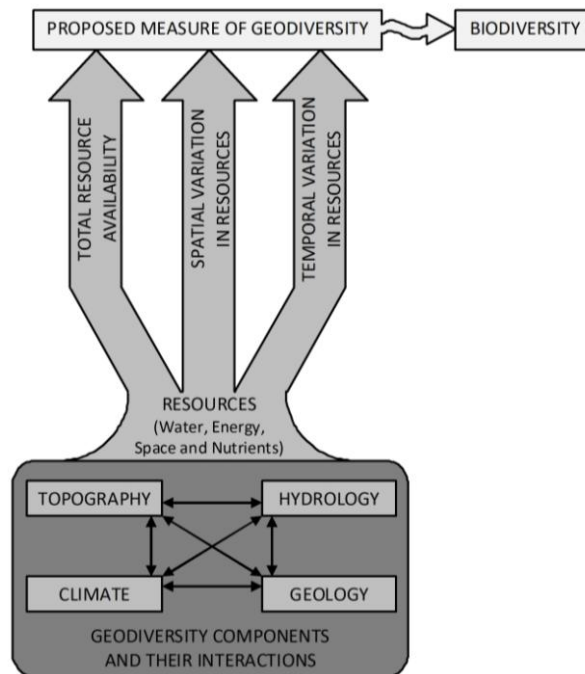 PROPOSED MEASURE OF GEODIVERSITY
BIODIVERSITY
TOTAL RESOURCE
AVAILABILITY
SPATIAL VARIATION
IN RESOURCES
TEMPORAL VARIATION
IN RESOURCES
RESOURCES
(Water, Energy,
Space and Nutrients)
TOPOGRAPHY
HYDROLOGY
CLIMATE
GEOLOGY
GEODIVERSITY COMPONENTS
AND THEIR INTERACTIONS